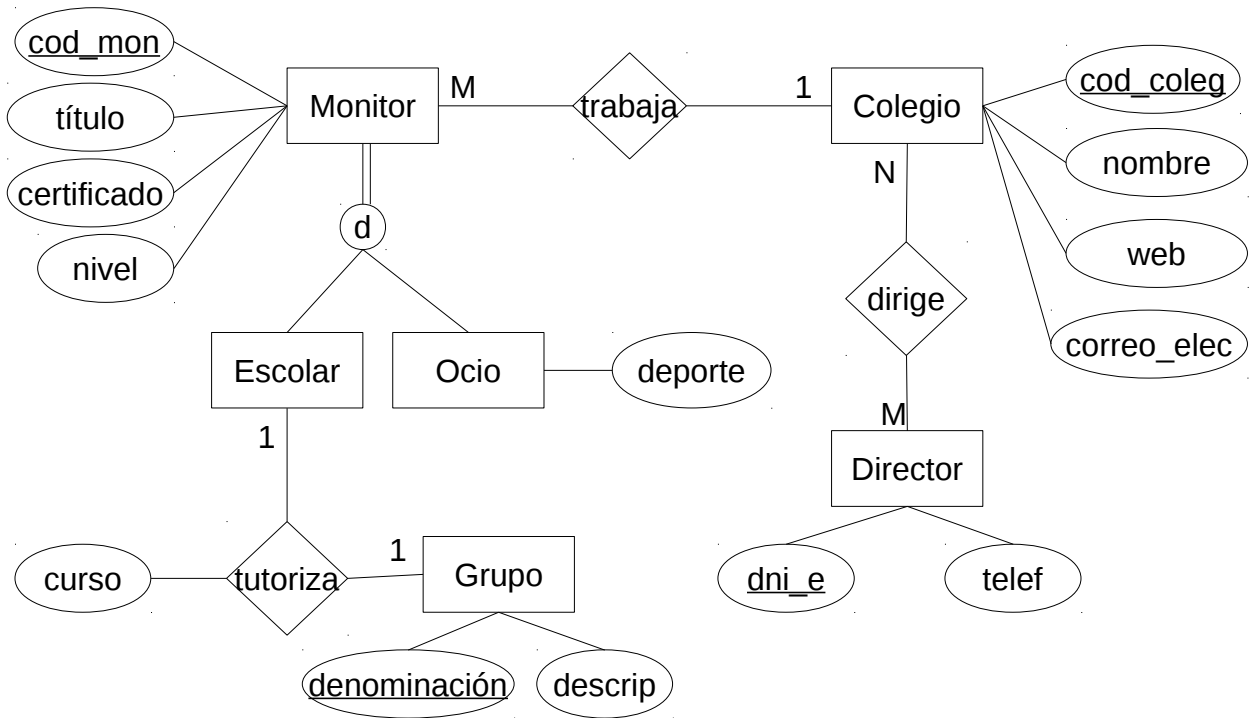 cod_mon
título
certificado
nivel
Monitor
M
trabaja
1
Colegio
cod_coleg
nombre
web
correo_elec
d
Escolar
Ocio
deporte
N
dirige
M
Director
dni_e
telef
1
curso
tutoriza
1
Grupo
denominación
descrip